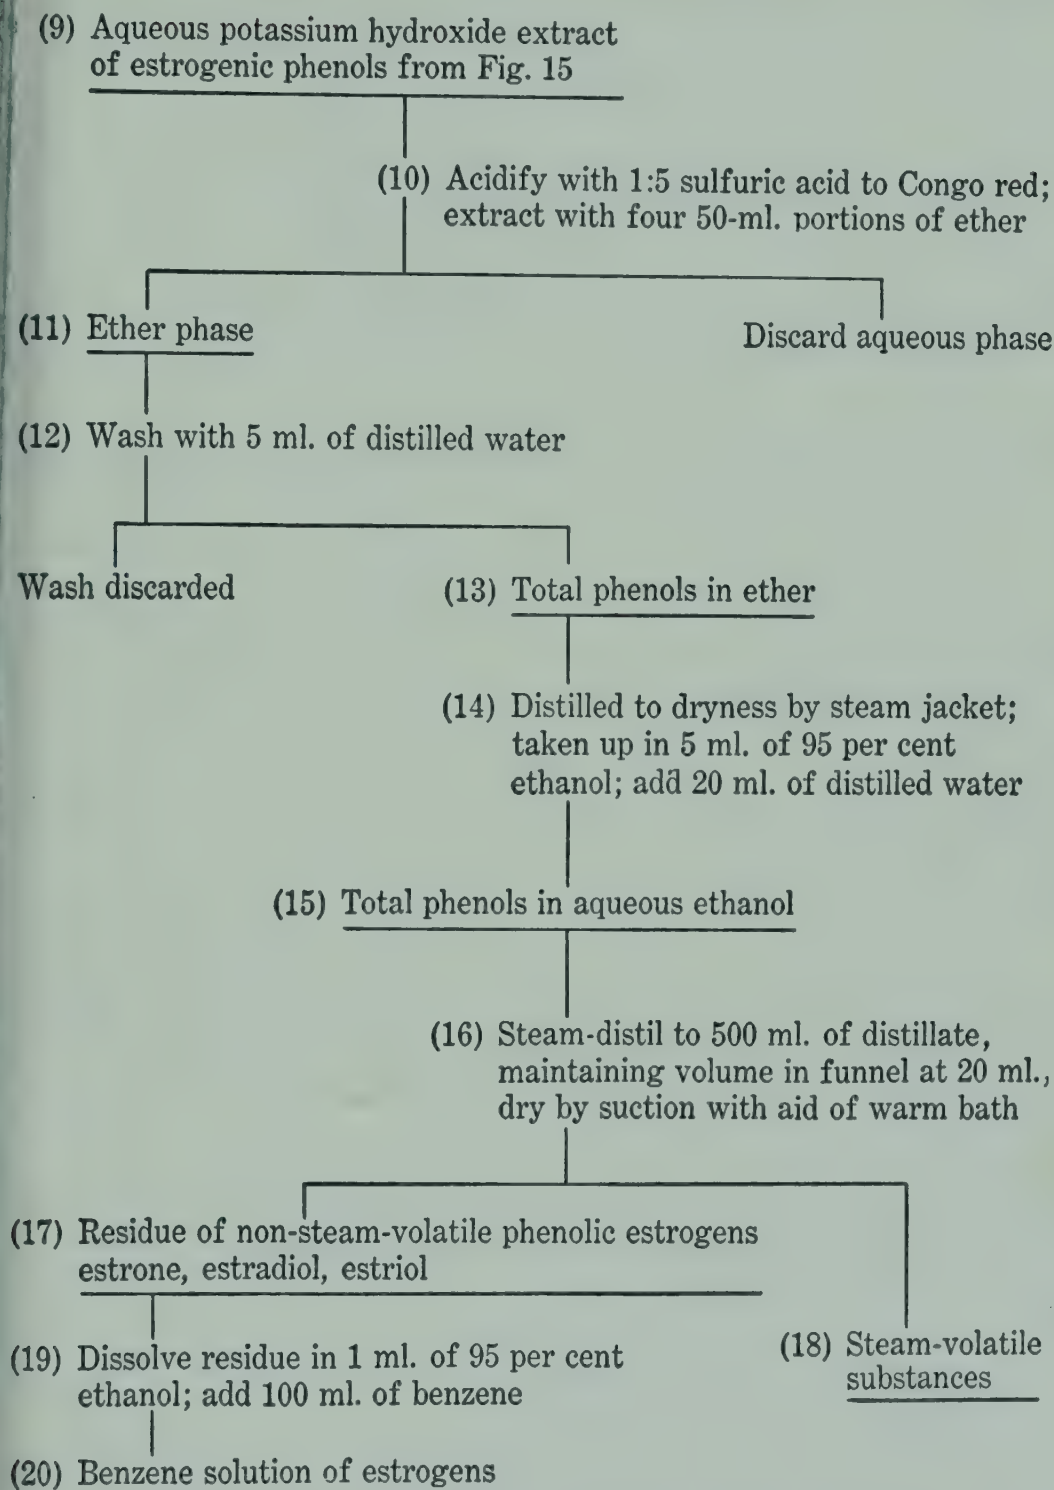 (9) Aqueous potassium hydroxide extract
of estrogenic phenols from Fig. 15
(10) Acidify with 1:5 sulfuric acid to Congo red;
extract with four 50-ml. portions of ether
(11) Ether phase
Discard aqueous phase
(12) Wash with 5 ml. of distilled water
Wash discarded
(13) Total phenols in ether
(14) Distilled to dryness by steam jacket;
taken up in 5 ml. of 95 per cent
ethanol; add 20 ml. of distilled water
(15) Total phenols in aqueous ethanol
(16) Steam-distil to 500 ml. of distillate,
maintaining volume in funnel at 20 ml.,
dry by suction with aid of warm bath
(17) Residue of non-steam-volatile phenolic estrogens
estrone, estradiol, estriol
(18) Steam-volatile
substances
(19) Dissolve residue in 1 ml. of 95 per cent
ethanol; add 100 ml. of benzene
(20) Benzene solution of estrogens